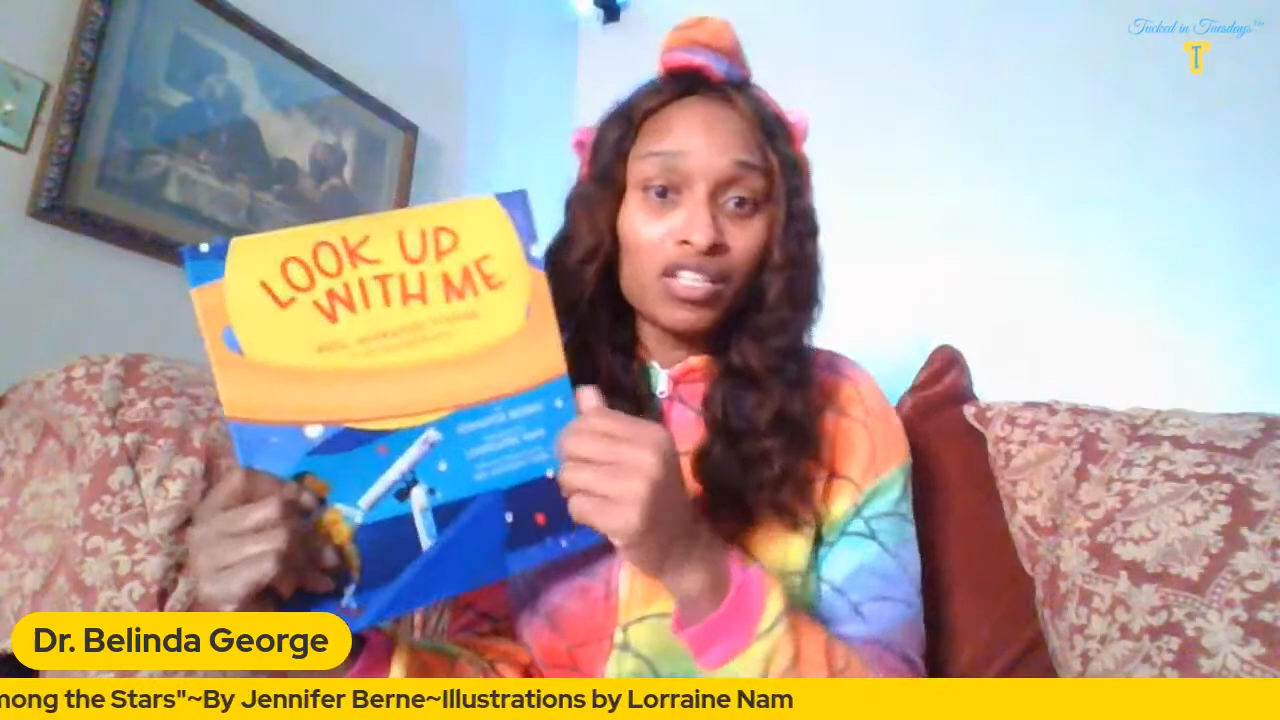 Tucked in Tuesdays™
T
LOOK UP
WITH ME
Dr. Belinda George
mong the Stars"~By Jennifer Berne~Illustrations by Lorraine Nam